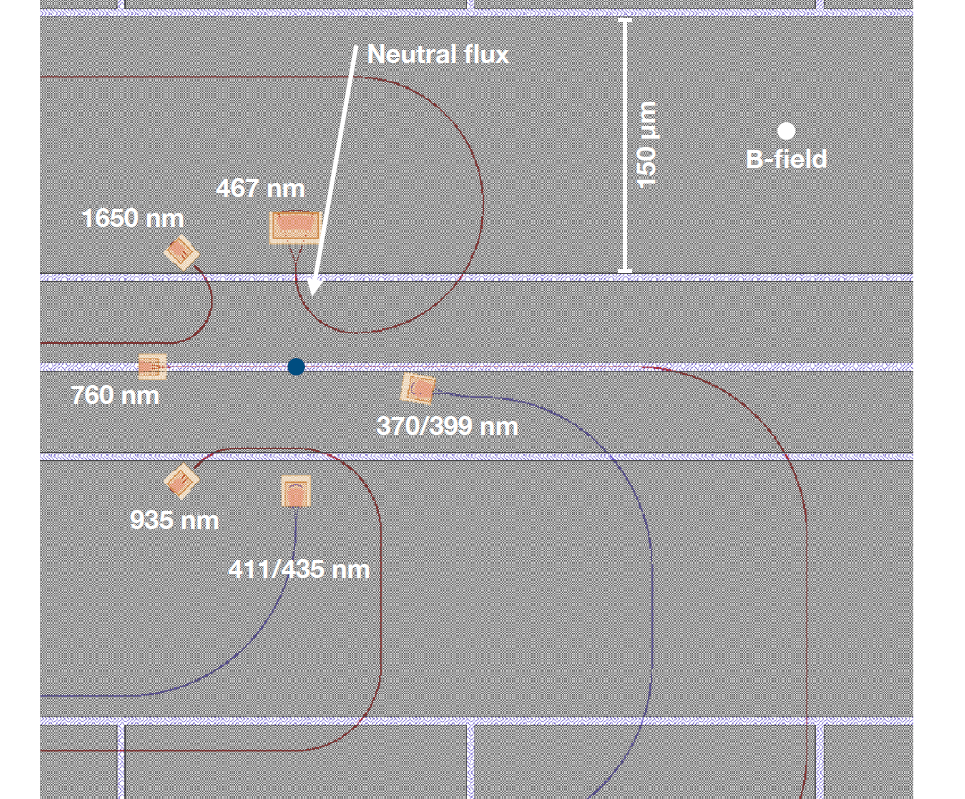 Neutral flux
150 µm
B-field
467 nm
1650 nm
760 nm
370/399 nm
935 nm
411/435 nm